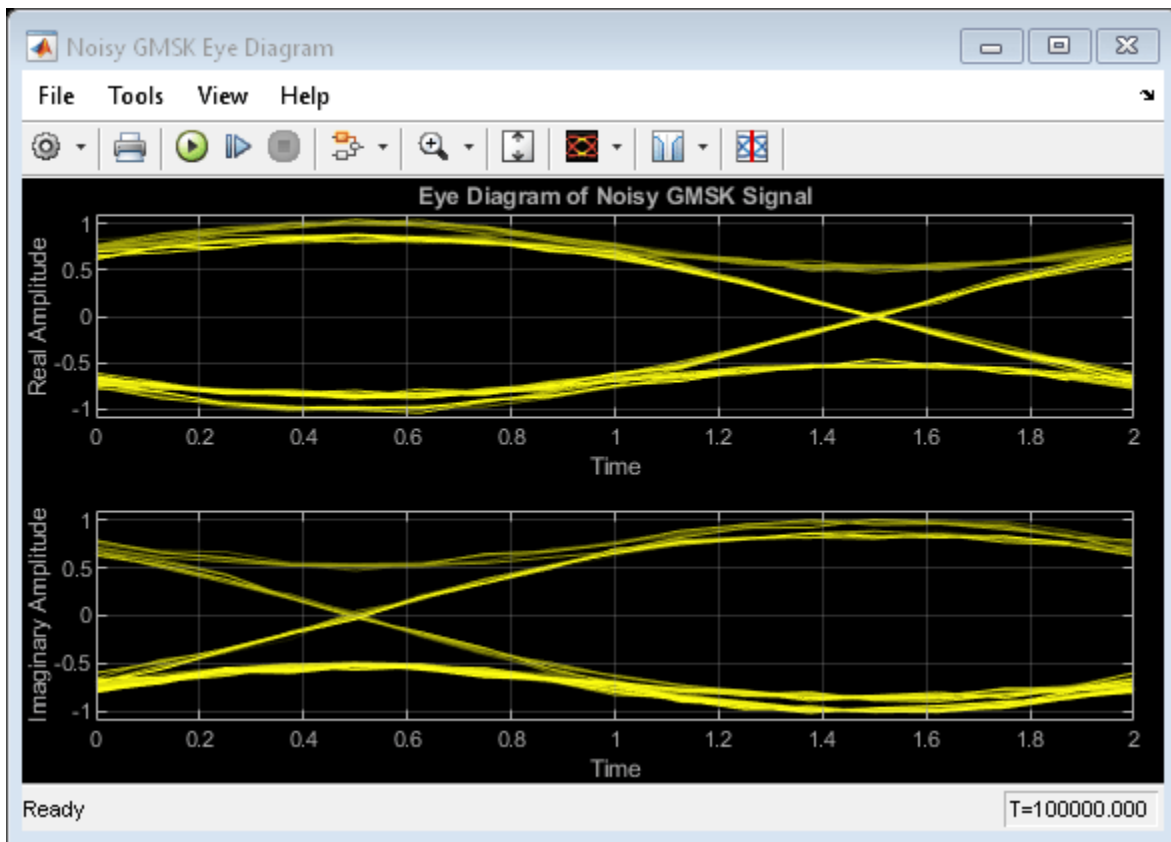 Noisy GMSK Eye Diagram
File Tools View Help
Eye Diagram of Noisy GMSK Signal
Real Amplitude
1
0.5
0
-0.5
-1
0 0.2 0.4 0.6 0.8 1 1.2 1.4 1.6 1.8 2
Time
Imaginary Amplitude
1
0.5
0
-0.5
-1
0 0.2 0.4 0.6 0.8 1 1.2 1.4 1.6 1.8 2
Time
Ready T=100000.000